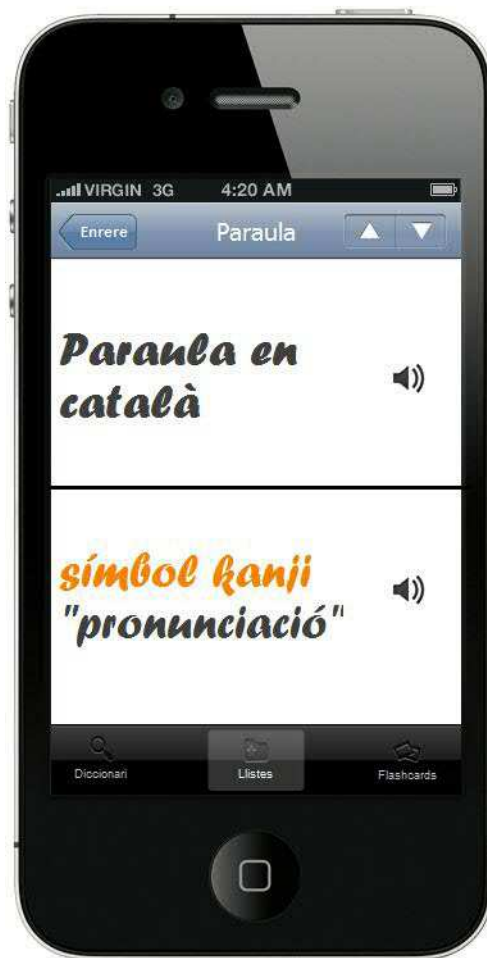 VIRGIN 3G 4:20 AM
Enrere Paraula
Paraula en
català
símbol kanji
"pronunciació"
Diccionari Llistes Flashcards